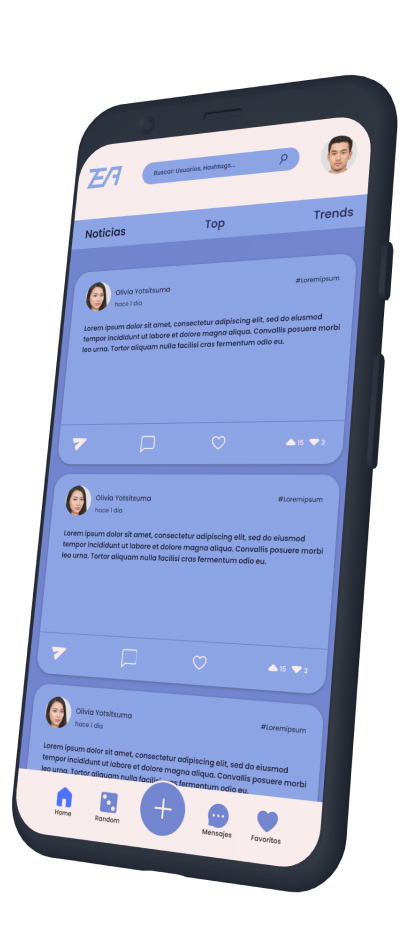 ZEA
Buscar: Usuarios, Hashtags...
Noticias
Top
Trends
Olivia Yotsitsuma
hace 1 dia
#Loremipsum
Lorem ipsum dolor sit amet, consectetur adipiscing elit, sed do eiusmod
tempor incididunt ut labore et dolore magna aliqua. Convallis posuere morbi
leo urna. Tortor aliquam nulla facilisi cras fermentum odio eu.
15
3
Olivia Yotsitsuma
hace 1 dia
#Loremipsum
Lorem ipsum dolor sit amet, consectetur adipiscing elit, sed do eiusmod
tempor incididunt ut labore et dolore magna aliqua. Convallis posuere morbi
leo urna. Tortor aliquam nulla facilisi cras fermentum odio eu.
15
3
Olivia Yotsitsuma
hace 1 dia
#Loremipsum
Lorem ipsum dolor sit amet, consectetur adipiscing elit, sed do eiusmod
tempor incididunt ut labore et dolore magna aliqua. Convallis posuere morbi
leo urna. Tortor aliquam nulla fermentum odio eu.
Home
Random
Mensajes
Favoritos